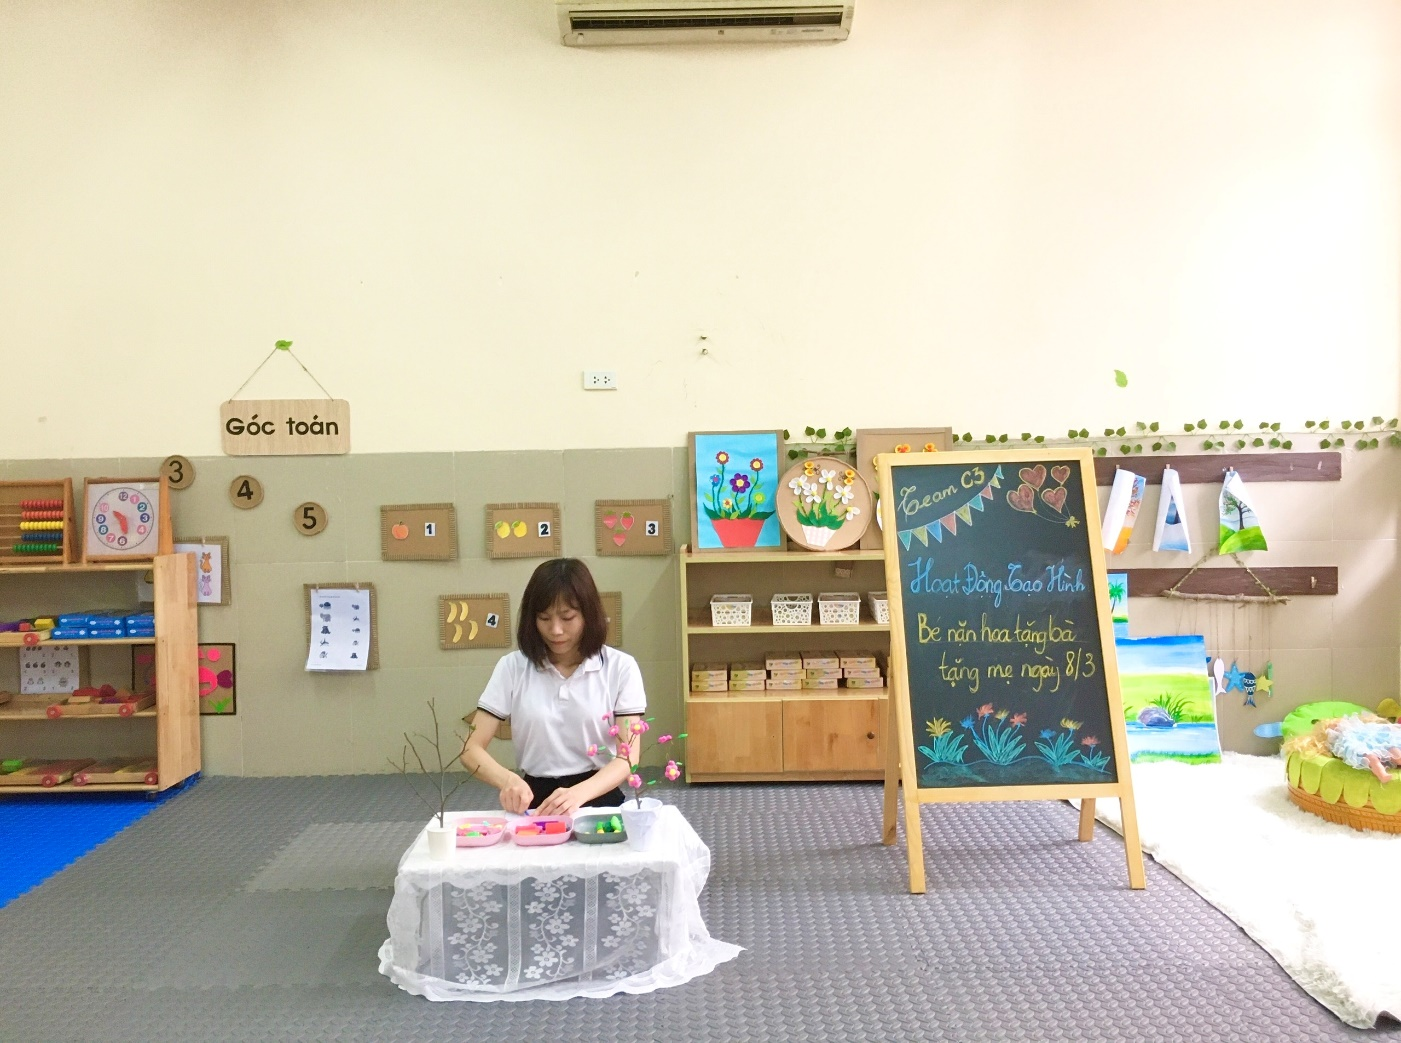 Góc toán
3
4
5
1
2
3
4
Team C3
Hoạt Động Tạo Hình
Bé nặn hoa tặng bà
tặng mẹ ngày 8/3